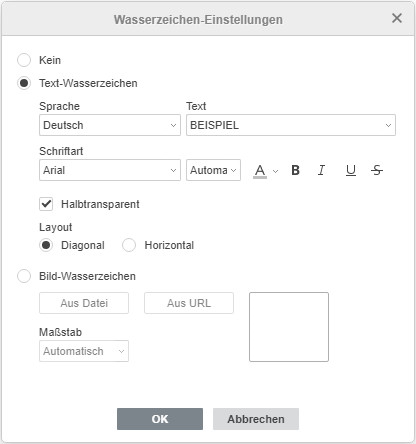 Wasserzeichen-Einstellungen
Kein
Text-Wasserzeichen
Sprache Text
Deutsch BEISPIEL
Schriftart
Arial Automa A B I U S
Halbtransparent
Layout
Diagonal Horizontal
Bild-Wasserzeichen
Aus Datei Aus URL
Maßstab
Automatisch
OK Abbrechen